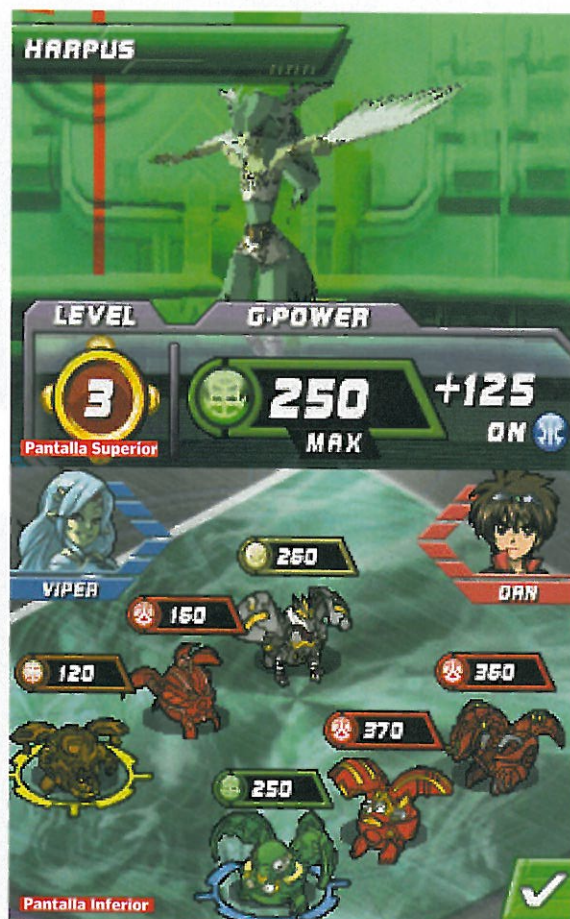 HARPUS
LEVEL
G-POWER
3
250
MAX
+125
ON
Pantalla Superior
VIPER
DAN
260
160
120
360
370
250
Pantalla Inferior